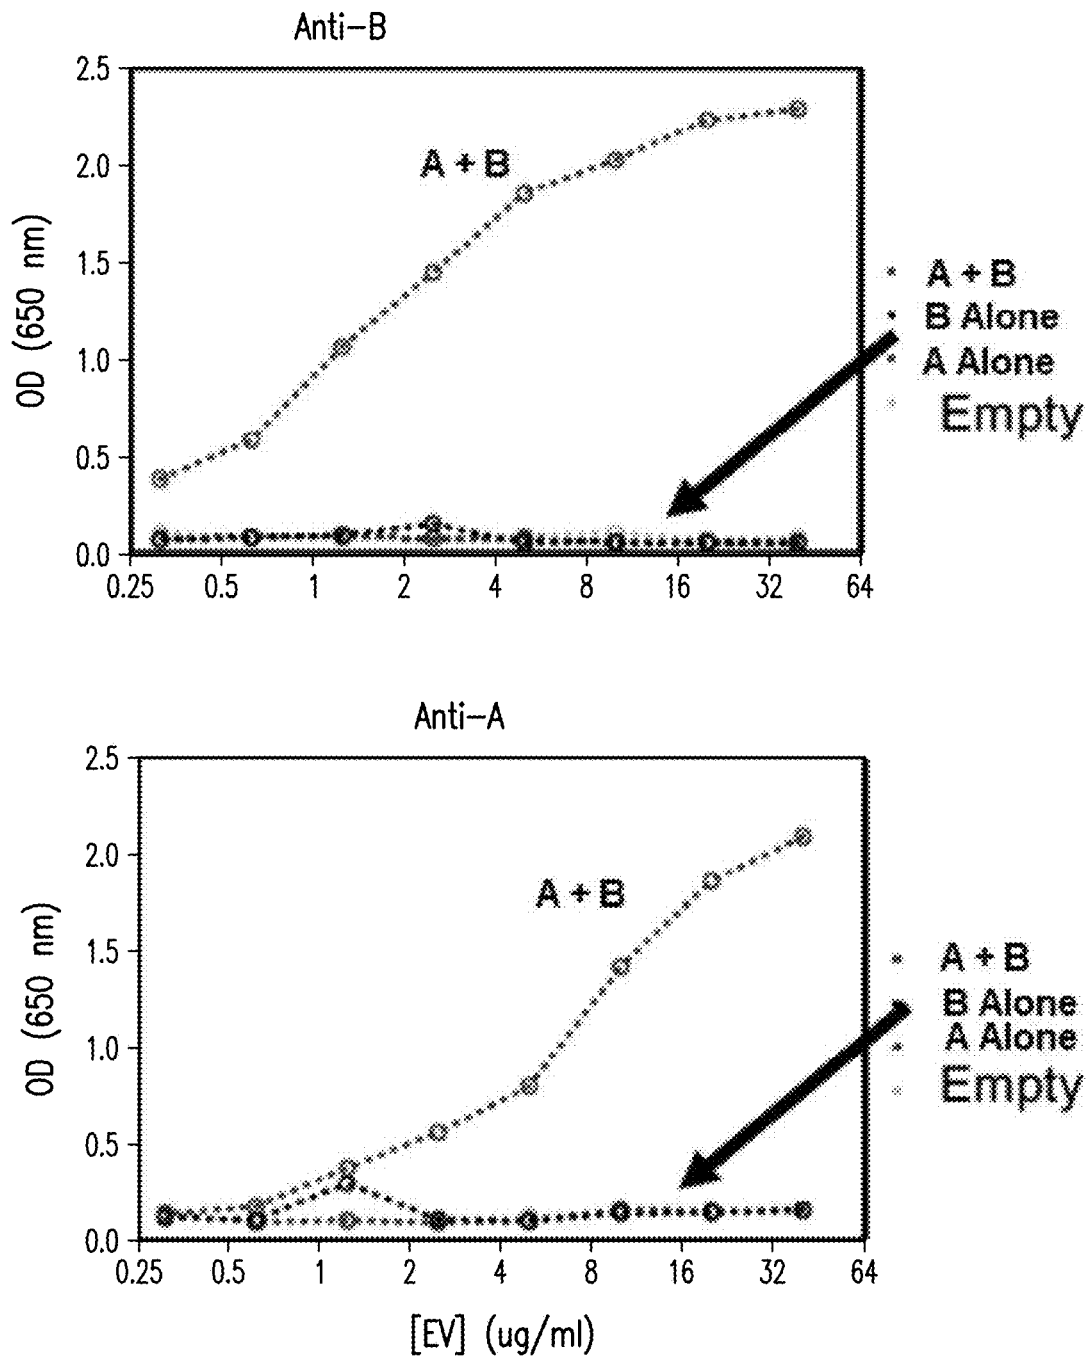 Anti-B
2.5
2.0
1.5
1.0
0.5
0.0
OD (650 nm)
A + B
0.25 0.5 1 2 4 8 16 32 64
A + B
B Alone
A Alone
Empty
Anti-A
2.5
2.0
1.5
1.0
0.5
0.0
OD (650 nm)
A + B
0.25 0.5 1 2 4 8 16 32 64
[EV] (ug/ml)
A + B
B Alone
A Alone
Empty